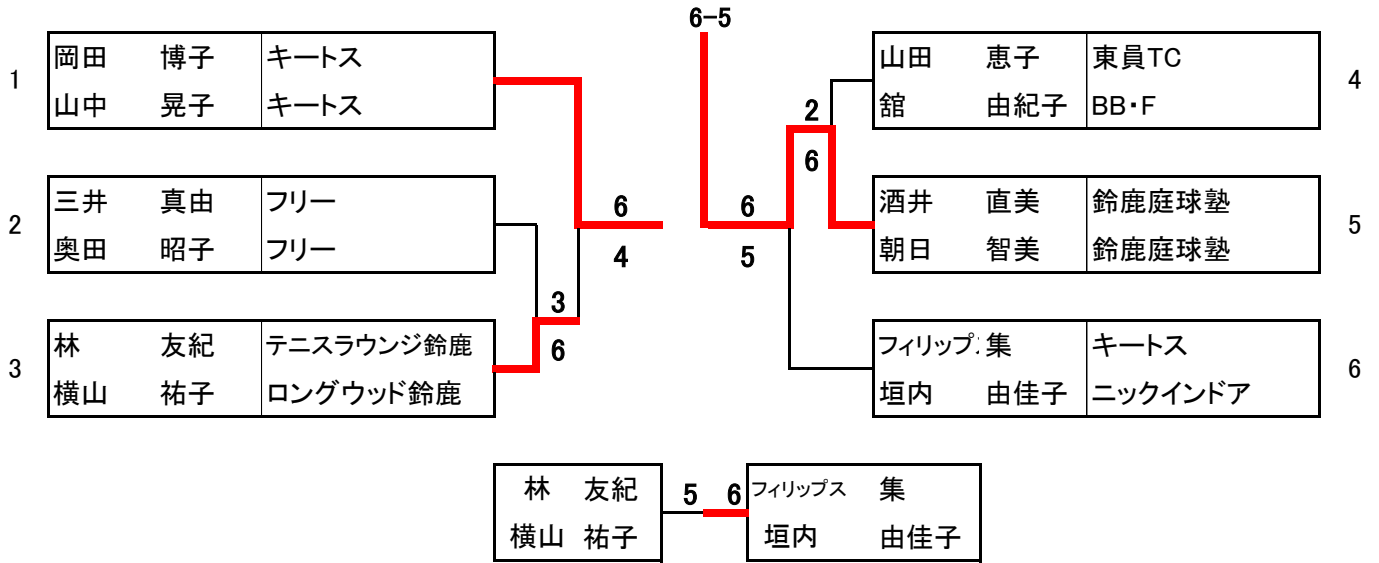 6-5
1
岡田 博子 キートス
山中 晃子 キートス
2
三井 真由 フリー
奥田 昭子 フリー
3
林 友紀 テニスラウンジ鈴鹿
横山 祐子 ロングウッド鈴鹿
3
6
6
4
6
5
2
6
山田 恵子 東員TC
舘 由紀子 BB・F
4
酒井 直美 鈴鹿庭球塾
朝日 智美 鈴鹿庭球塾
5
フィリップ 集 キートス
垣内 由佳子 ニックインドア
6
林 友紀 5 6 フィリップス 集
横山 祐子 垣内 由佳子